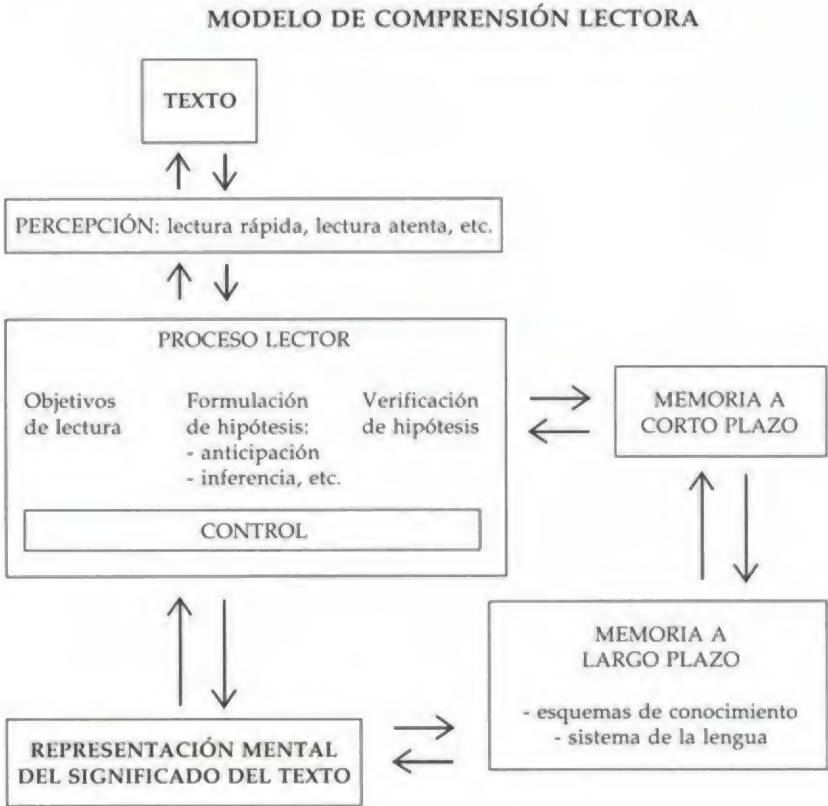 MODELO DE COMPRENSIÓN LECTORA
TEXTO
PERCEPCIÓN: lectura rápida, lectura atenta, etc.
PROCESO LECTOR
Objetivos
de lectura
Formulación
de hipótesis:
- anticipación
- inferencia, etc.
Verificación
de hipótesis
CONTROL
MEMORIA A
CORTO PLAZO
MEMORIA A
LARGO PLAZO
- esquemas de conocimiento
- sistema de la lengua
REPRESENTACIÓN MENTAL
DEL SIGNIFICADO DEL TEXTO